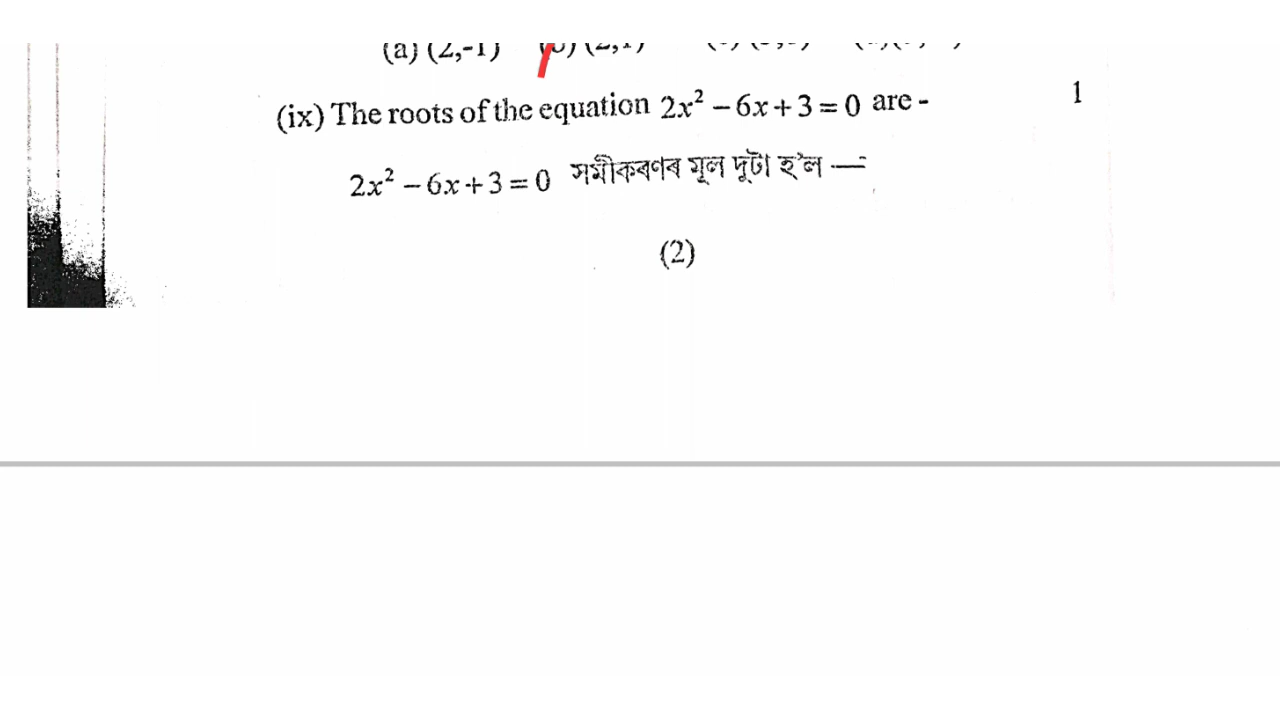 (a) (2,-1)
(ix) The roots of the equation 2x² − 6x + 3 = 0 are - 1
2x² − 6x + 3 = 0 সমীকৰণৰ মূল দুটা হ'ল —
(2)